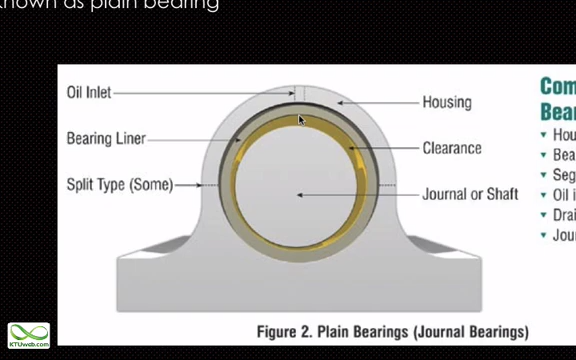 known as plain bearing
Oil Inlet
Housing
Bearing Liner
Clearance
Split Type (Some)
Journal or Shaft
Figure 2. Plain Bearings (Journal Bearings)
KTUweb.com